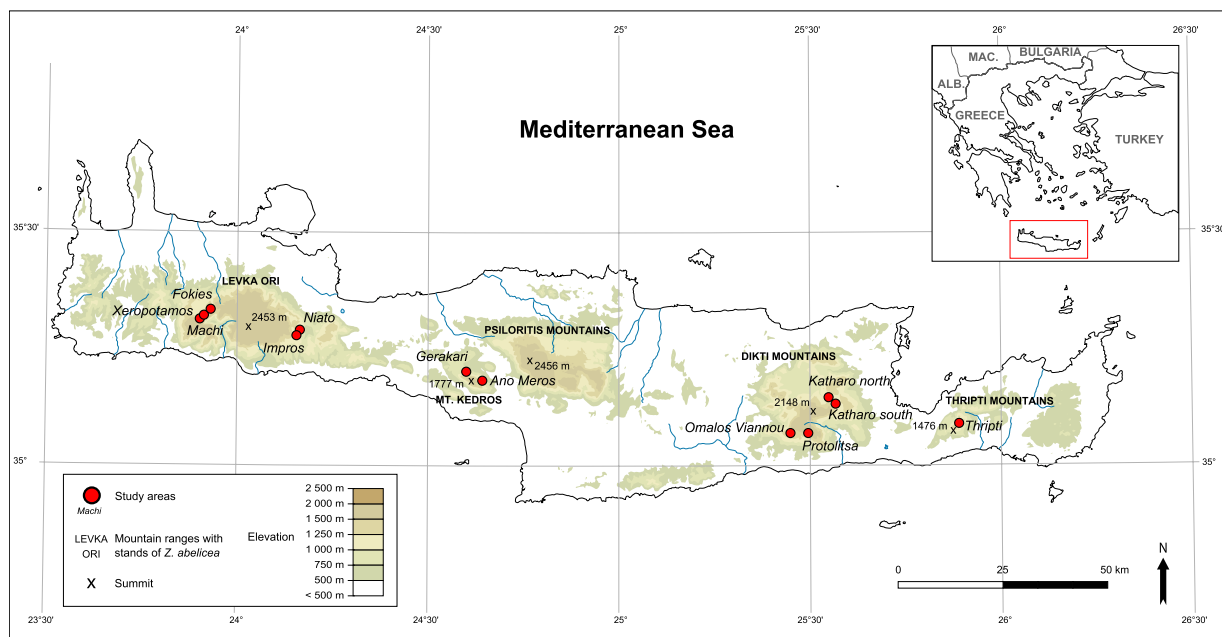 24°
24°30'
25°
25°30'
26°
26°30'
MAC.
BULGARIA
ALB.
GREECE
TURKEY
Mediterranean Sea
35°30'
35°30'
LEVKA ORI
Fokies
Xeropotamos
Machi
2453 m
Niato
Impros
PSILORITIS MOUNTAINS
Gerakari
2456 m
1777 m
Ano Meros
MT. KEDROS
DIKTI MOUNTAINS
Katharo north
2148 m
Katharo south
Omalos Viannou
Protolitsa
THRIPTI MOUNTAINS
1476 m
Thripti
35°
35°
Study areas
Machi
LEVKA
ORI
Mountain ranges with
stands of Z. abelicea
X Summit
Elevation
2 500 m
2 000 m
1 500 m
1 250 m
1 000 m
750 m
500 m
< 500 m
N
0
25
50 km
23°30'
24°
24°30'
25°
25°30'
26°
26°30'